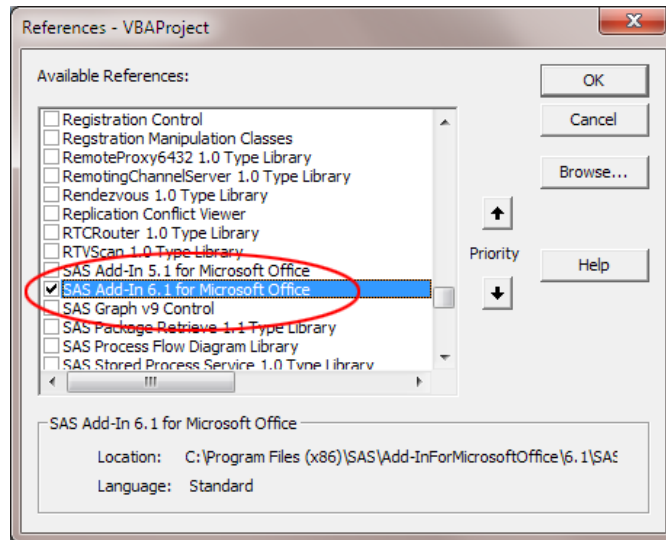 References - VBAProject
Available References:
OK
Registration Control
Cancel
Regstration Manipulation Classes
RemoteProxy6432 1.0 Type Library
RemotingChannelServer 1.0 Type Library
Browse...
Rendezvous 1.0 Type Library
Replication Conflict Viewer
RTCRouter 1.0 Type Library
RTVScan 1.0 Type Library
Priority
SAS Add-In 5.1 for Microsoft Office
Help
SAS Add-In 6.1 for Microsoft Office
SAS Graph v9 Control
SAS Package Retrieve 1.1 Type Library
SAS Process Flow Diagram Library
SAS Stored Process Service 1.0 Type Library
SAS Add-In 6.1 for Microsoft Office
Location: C:\Program Files (x86)\SAS\Add-InForMicrosoftOffice\6.1\SAS
Language: Standard